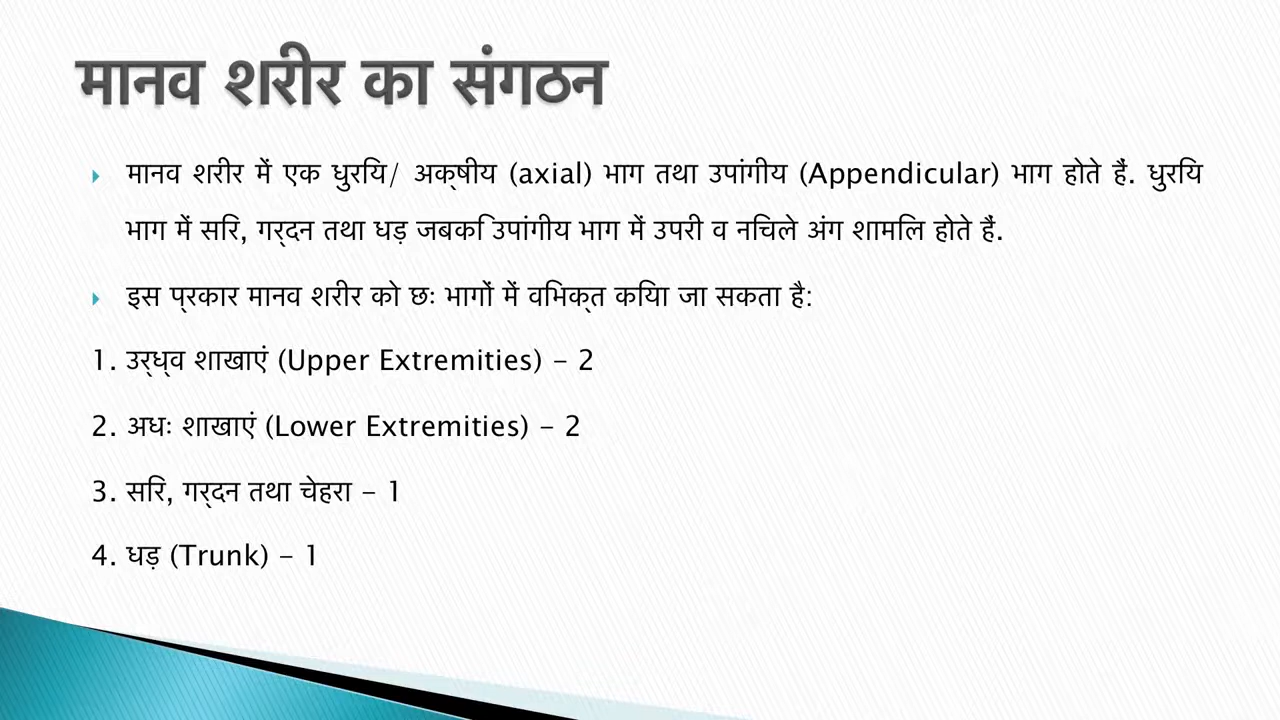 मानव शरीर का संगठन
मानव शरीर में एक धुरिय/ अक्षीय (axial) भाग तथा उपांगीय (Appendicular) भाग होते हैं. धुरिय
भाग में सिर, गर्दन तथा धड़ जबकि उपांगीय भाग में उपरी व निचले अंग शामिल होते हैं.
इस प्रकार मानव शरीर को छः भागों में विभिक्त किया जा सकता है:
1. उर्ध्व शाखाएं (Upper Extremities) – 2
2. अधः शाखाएं (Lower Extremities) – 2
3. सिर, गर्दन तथा चेहरा – 1
4. धड़ (Trunk) – 1